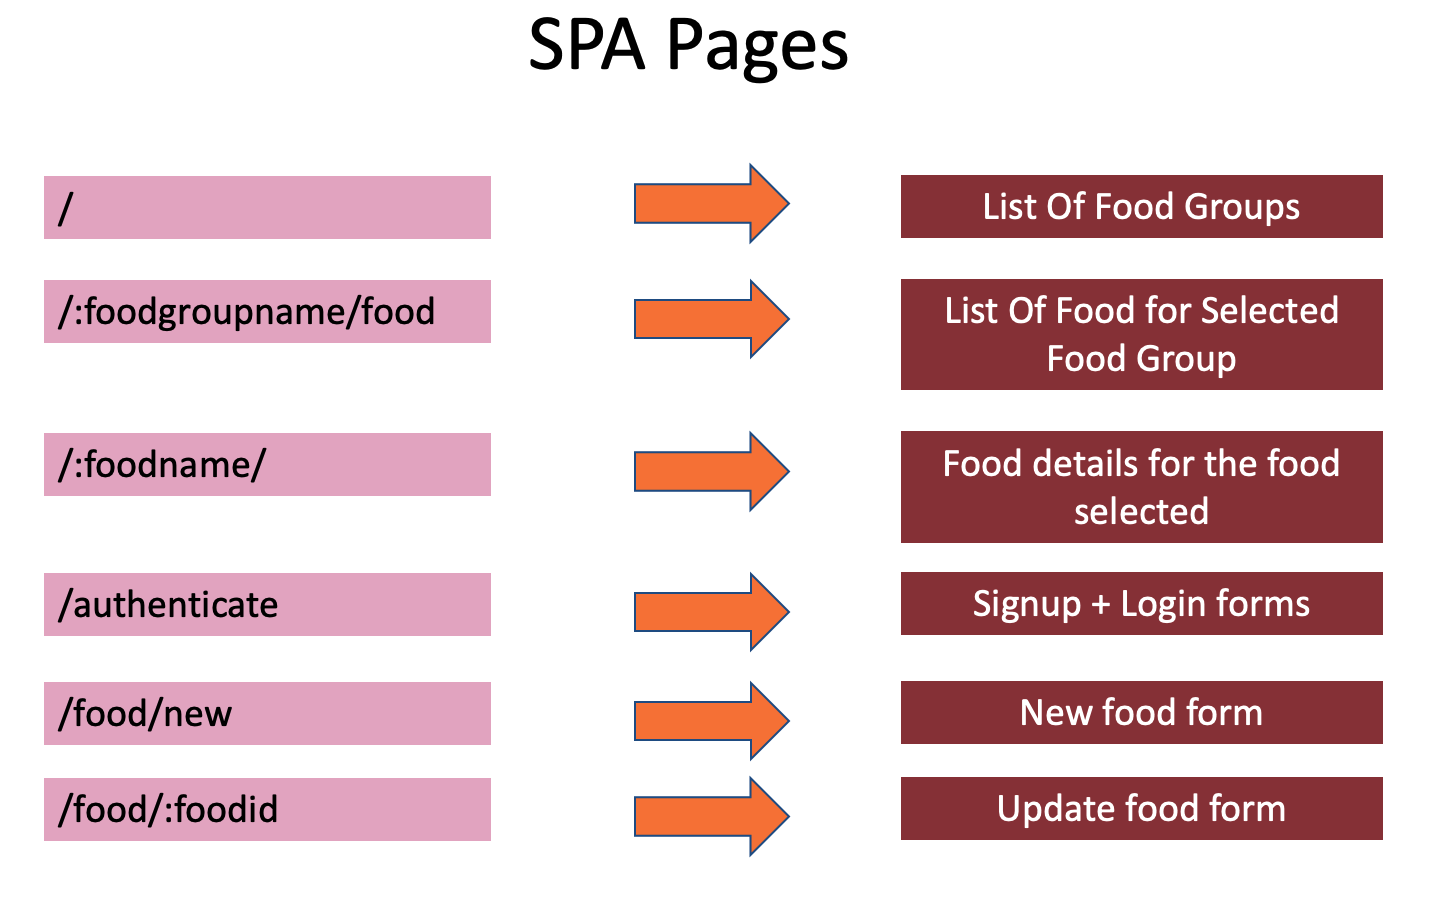 SPA Pages
/
List Of Food Groups
/:foodgroupname/food
List Of Food for Selected
Food Group
/:foodname/
Food details for the food
selected
/authenticate
Signup + Login forms
/food/new
New food form
/food/:foodid
Update food form